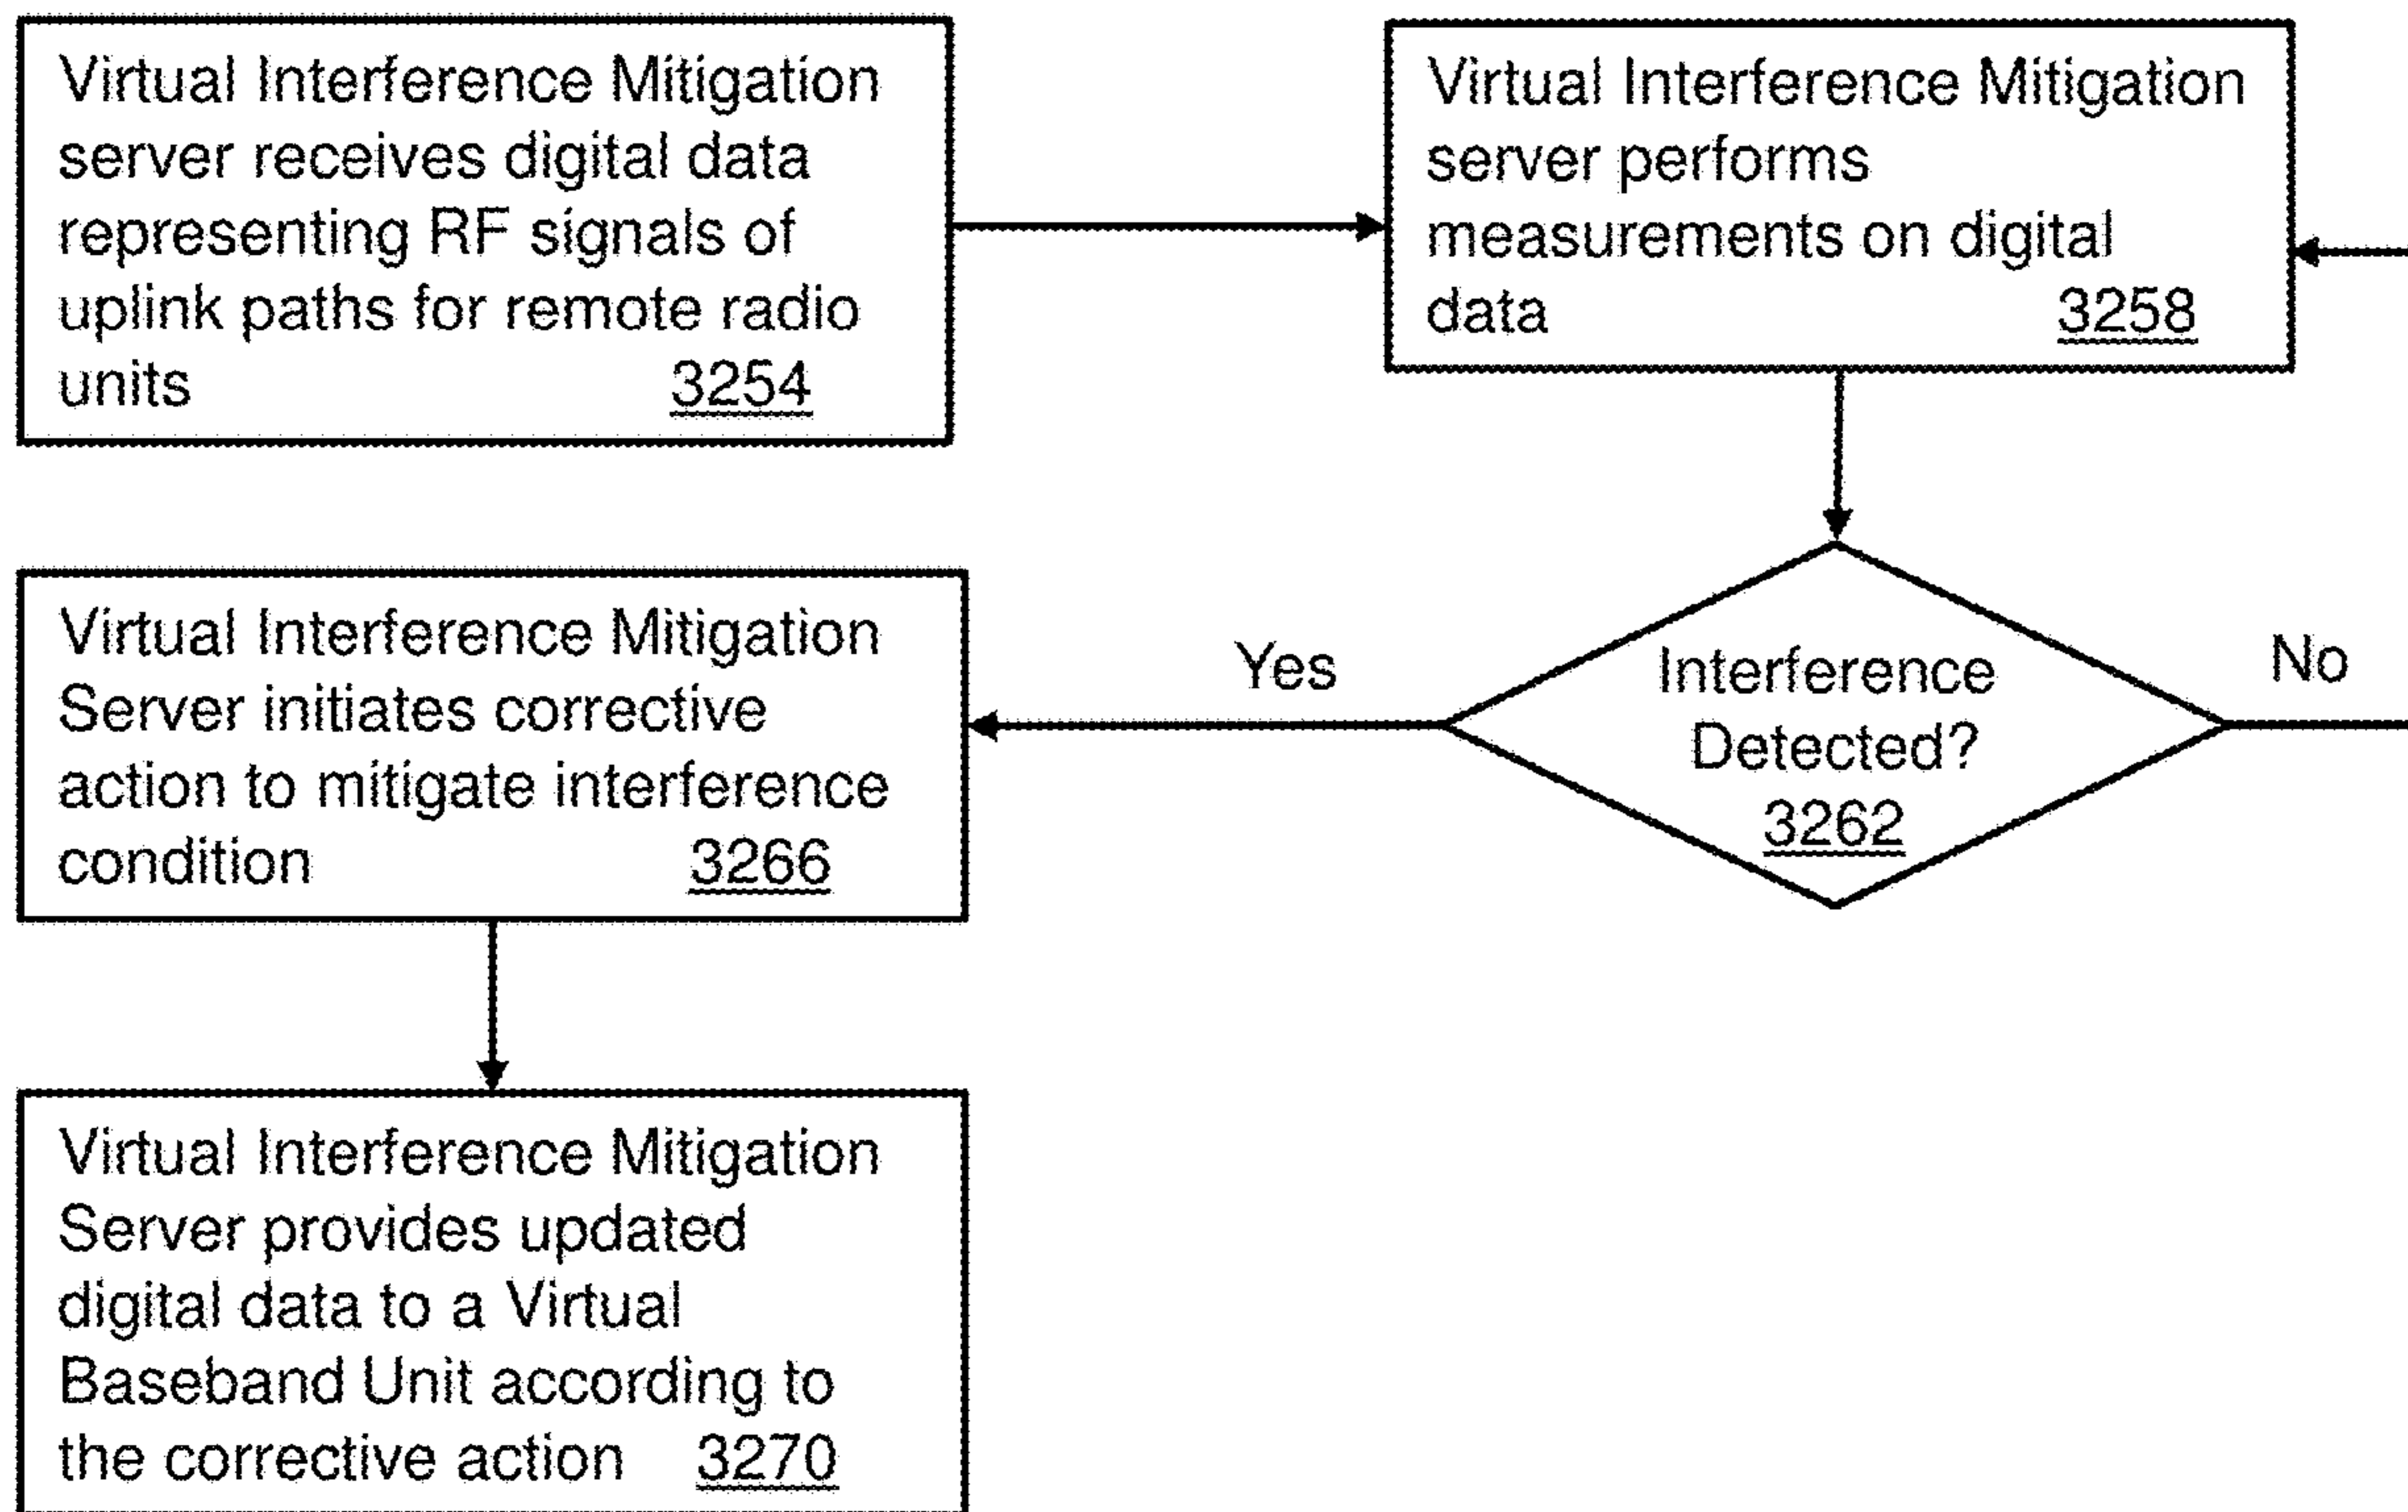 Virtual Interference Mitigation
server receives digital data
representing RF signals of
uplink paths for remote radio
units 3254
Virtual Interference Mitigation
server performs
measurements on digital
data 3258
Interference
Detected?
3262
Yes
No
Virtual Interference Mitigation
Server initiates corrective
action to mitigate interference
condition 3266
Virtual Interference Mitigation
Server provides updated
digital data to a Virtual
Baseband Unit according to
the corrective action 3270